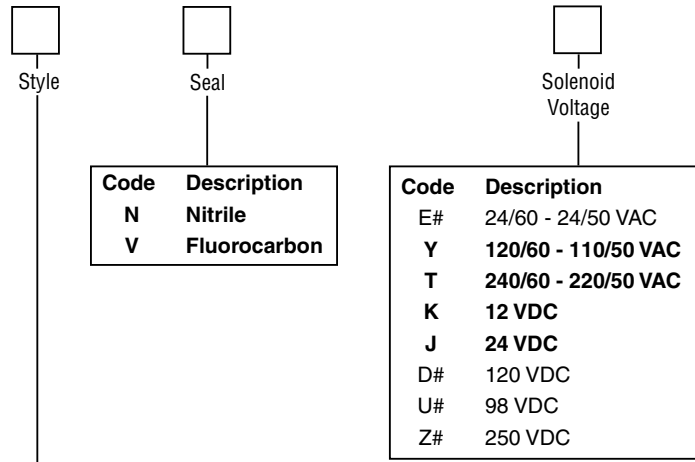 Style
Seal
Solenoid
Voltage
Code Description
N Nitrile
V Fluorocarbon
Code Description
E# 24/60 - 24/50 VAC
Y 120/60 - 110/50 VAC
T 240/60 - 220/50 VAC
K 12 VDC
J 24 VDC
D# 120 VDC
U# 98 VDC
Z# 250 VDC